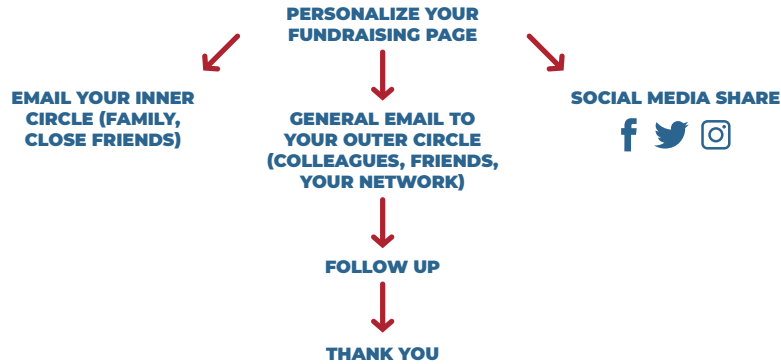 PERSONALIZE YOUR
FUNDRAISING PAGE
EMAIL YOUR INNER
CIRCLE (FAMILY,
CLOSE FRIENDS)
GENERAL EMAIL TO
YOUR OUTER CIRCLE
(COLLEAGUES, FRIENDS,
YOUR NETWORK)
SOCIAL MEDIA SHARE
FOLLOW UP
THANK YOU